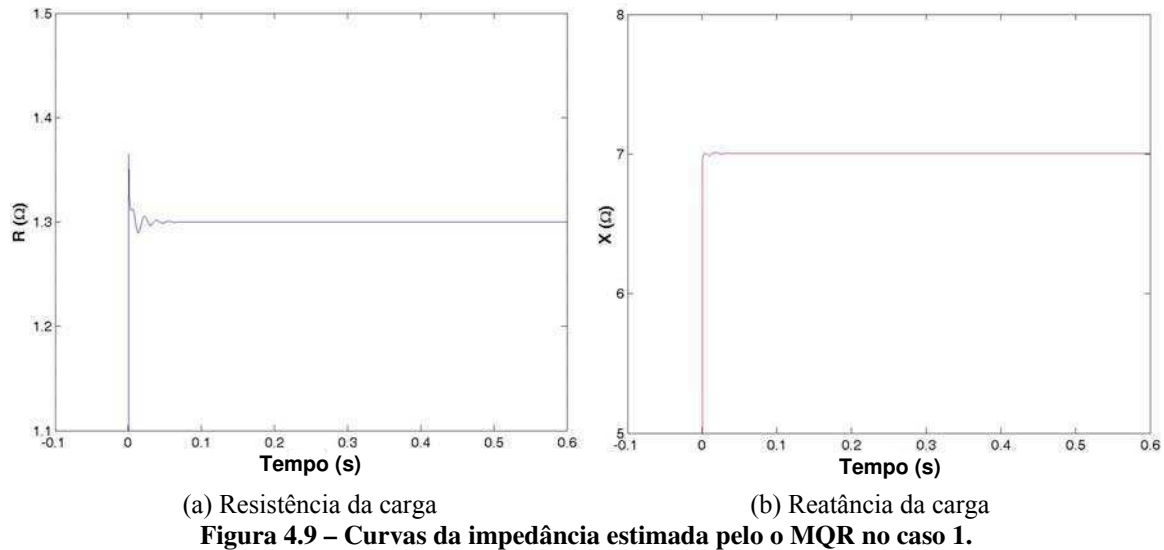 1.5
1.4
1.3
1.2
1.1
R (Ω)
-0.1 0 0.1 0.2 0.3 0.4 0.5 0.6
Tempo (s)
(a) Resistência da carga
8
7
6
5
X (Ω)
-0.1 0 0.1 0.2 0.3 0.4 0.5 0.6
Tempo (s)
(b) Reatância da carga
Figura 4.9 – Curvas da impedância estimada pelo o MQR no caso 1.